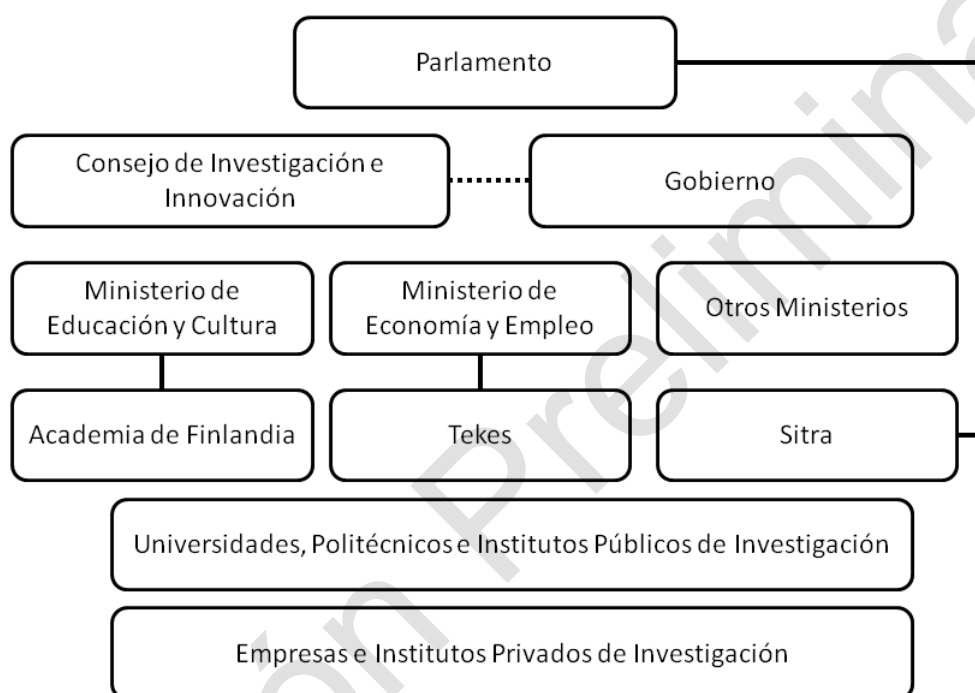 Parlamento
Consejo de Investigación e
Innovación
Gobierno
Ministerio de
Educación y Cultura
Ministerio de
Economía y Empleo
Otros Ministerios
Academia de Finlandia
Tekes
Sitra
Universidades, Politécnicos e Institutos Públicos de Investigación
Empresas e Institutos Privados de Investigación